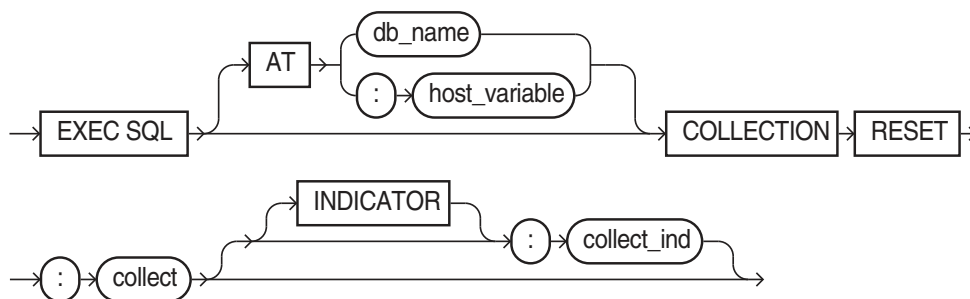 db_name
AT
: host_variable
EXEC SQL COLLECTION RESET
INDICATOR
: collect : collect_ind